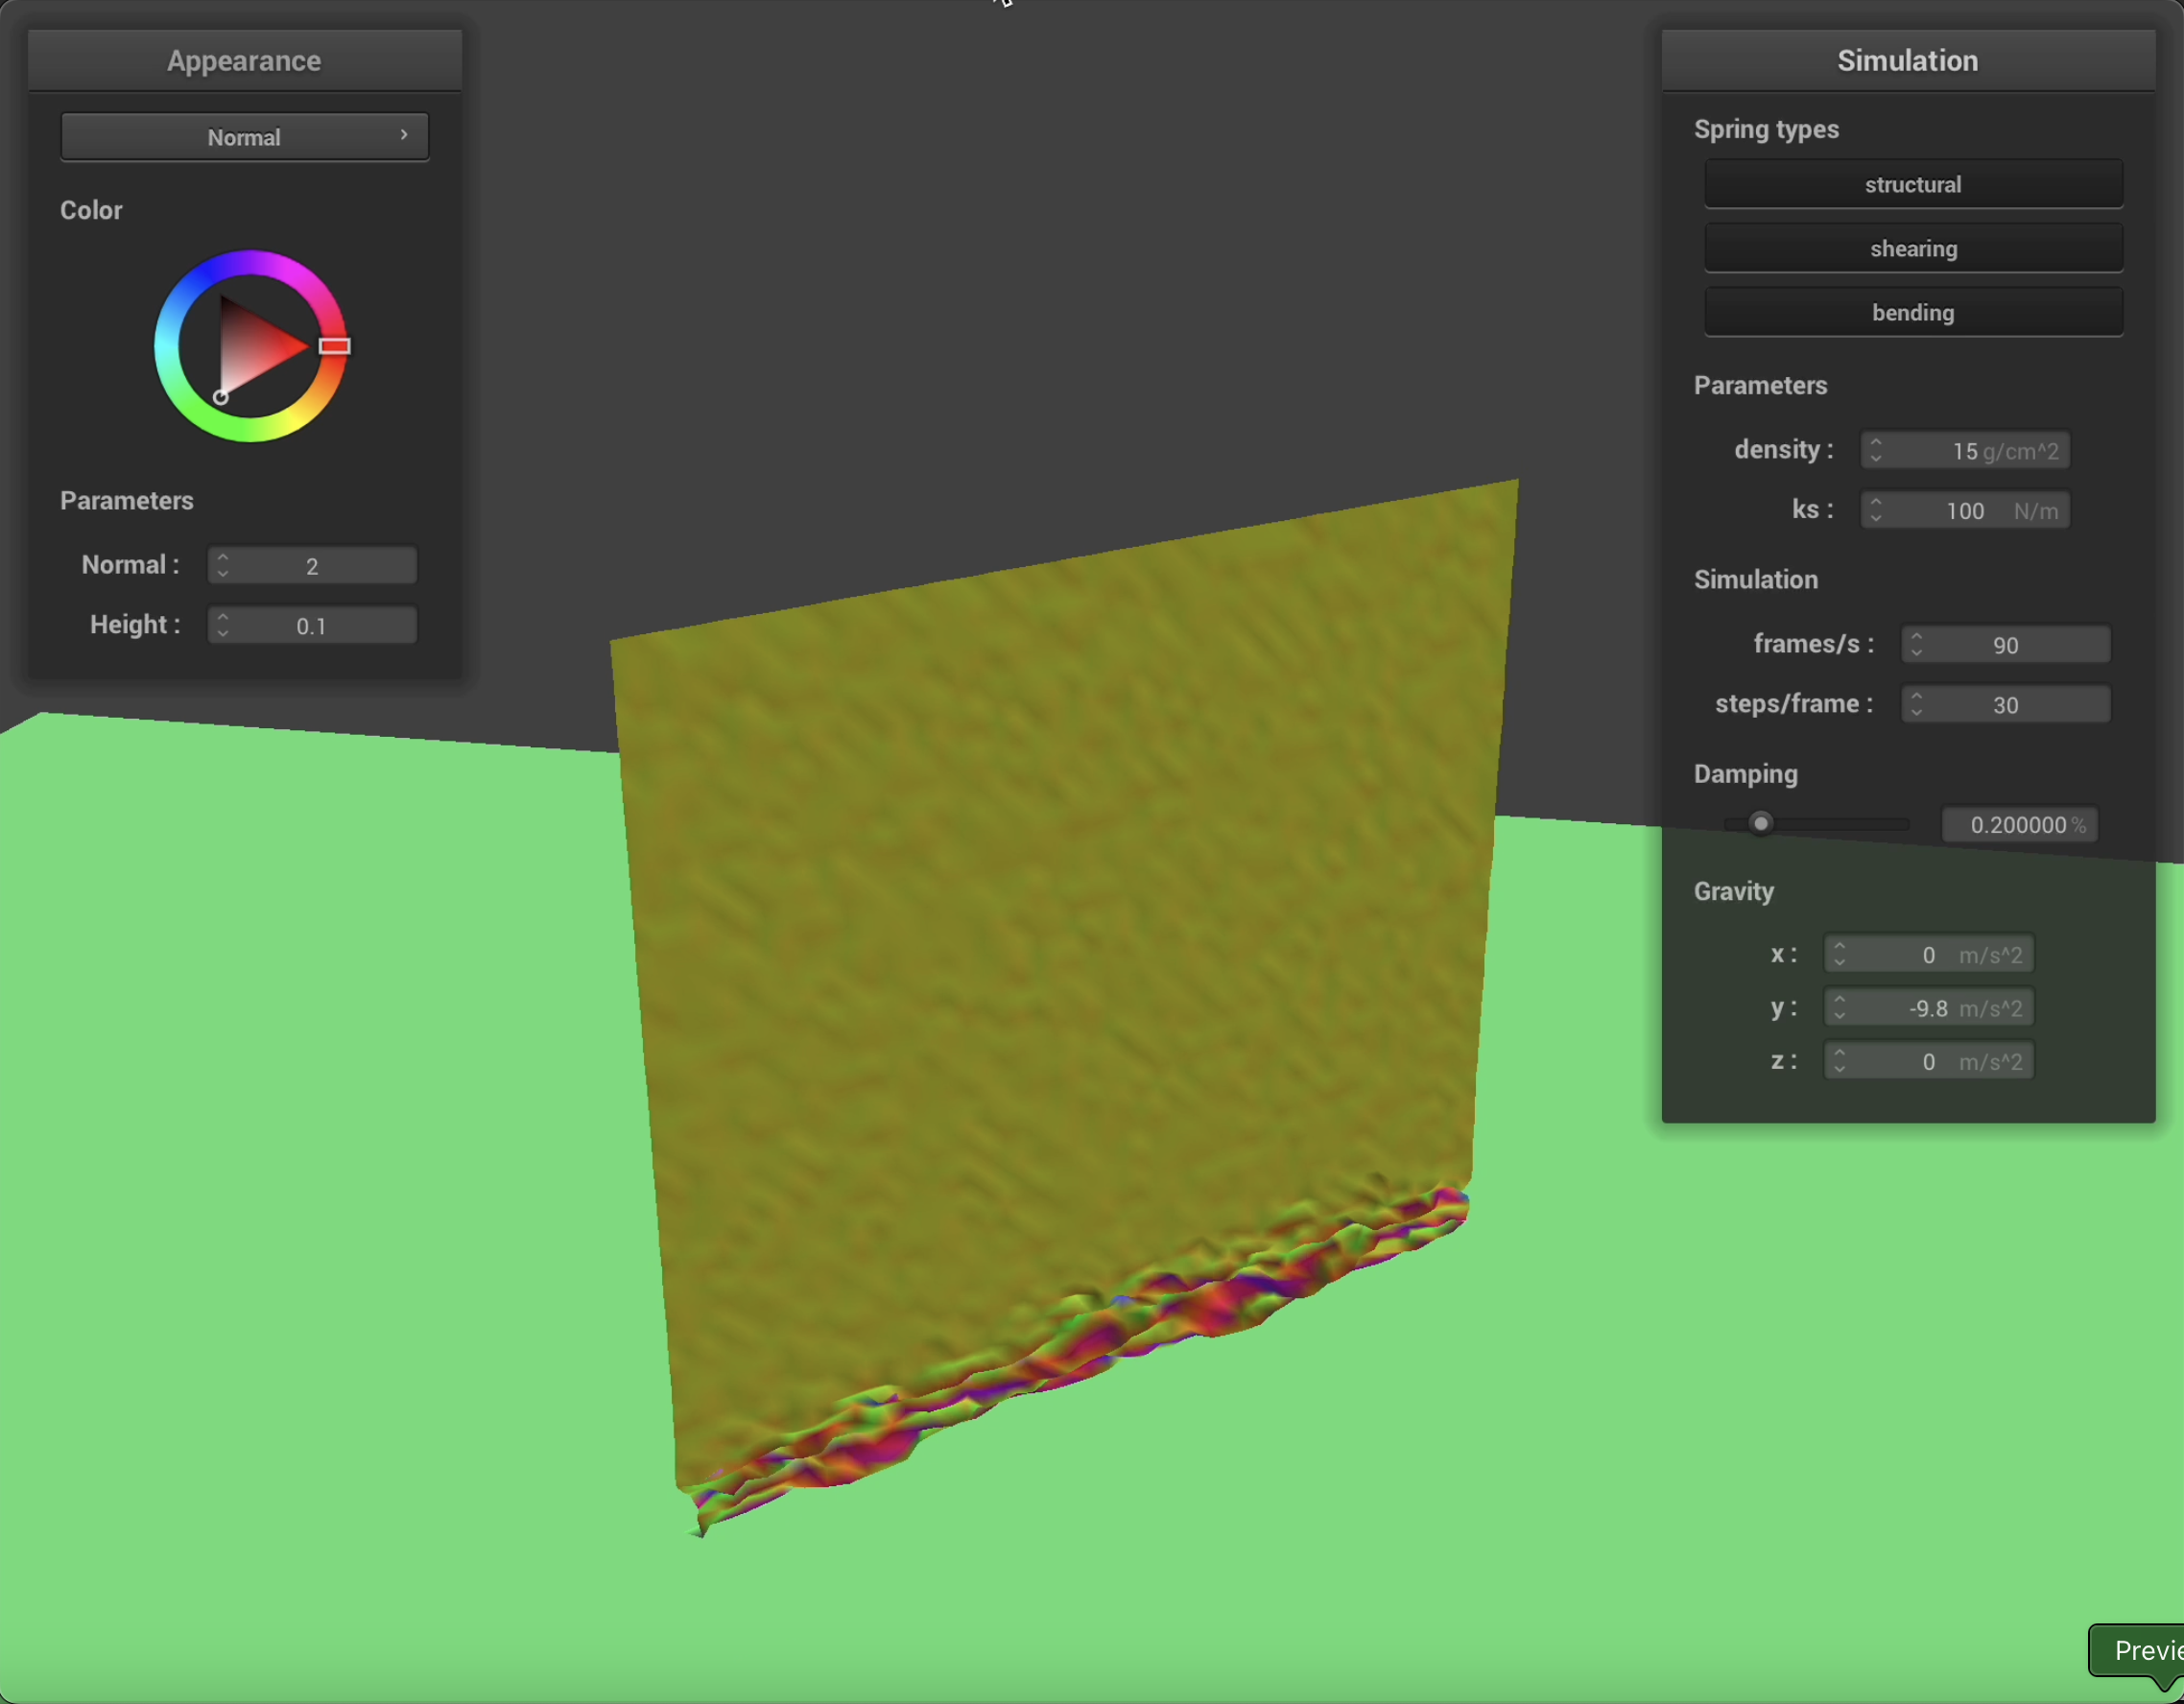 Appearance
Normal
Color
Parameters
Normal : 2
Height : 0.1
Simulation
Spring types
structural
shearing
bending
Parameters
density : 15 g/cm^2
ks : 100 N/m
Simulation
frames/s : 90
steps/frame : 30
Damping
0.200000 %
Gravity
x : 0 m/s^2
y : -9.8 m/s^2
z : 0 m/s^2